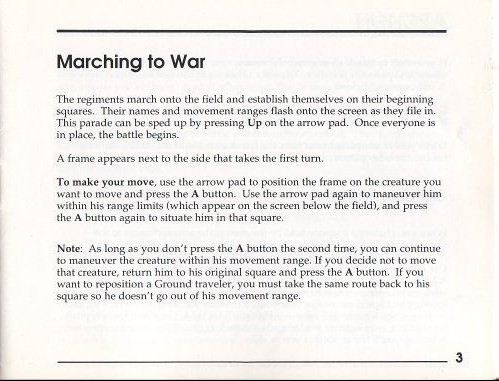 Marching to War
The regiments march onto the field and establish themselves on their beginning
squares. Their names and movement ranges flash onto the screen as they file in.
This parade can be sped up by pressing Up on the arrow pad. Once everyone is
in place, the battle begins.
A frame appears next to the side that takes the first turn.
To make your move, use the arrow pad to position the frame on the creature you
want to move and press the A button. Use the arrow pad again to maneuver him
within his range limits (which appear on the screen below the field), and press
the A button again to situate him in that square.
Note: As long as you don't press the A button the second time, you can continue
to maneuver the creature within his movement range. If you decide not to move
that creature, return him to his original square and press the A button. If you
want to reposition a Ground traveler, you must take the same route back to his
square so he doesn't go out of his movement range.
3